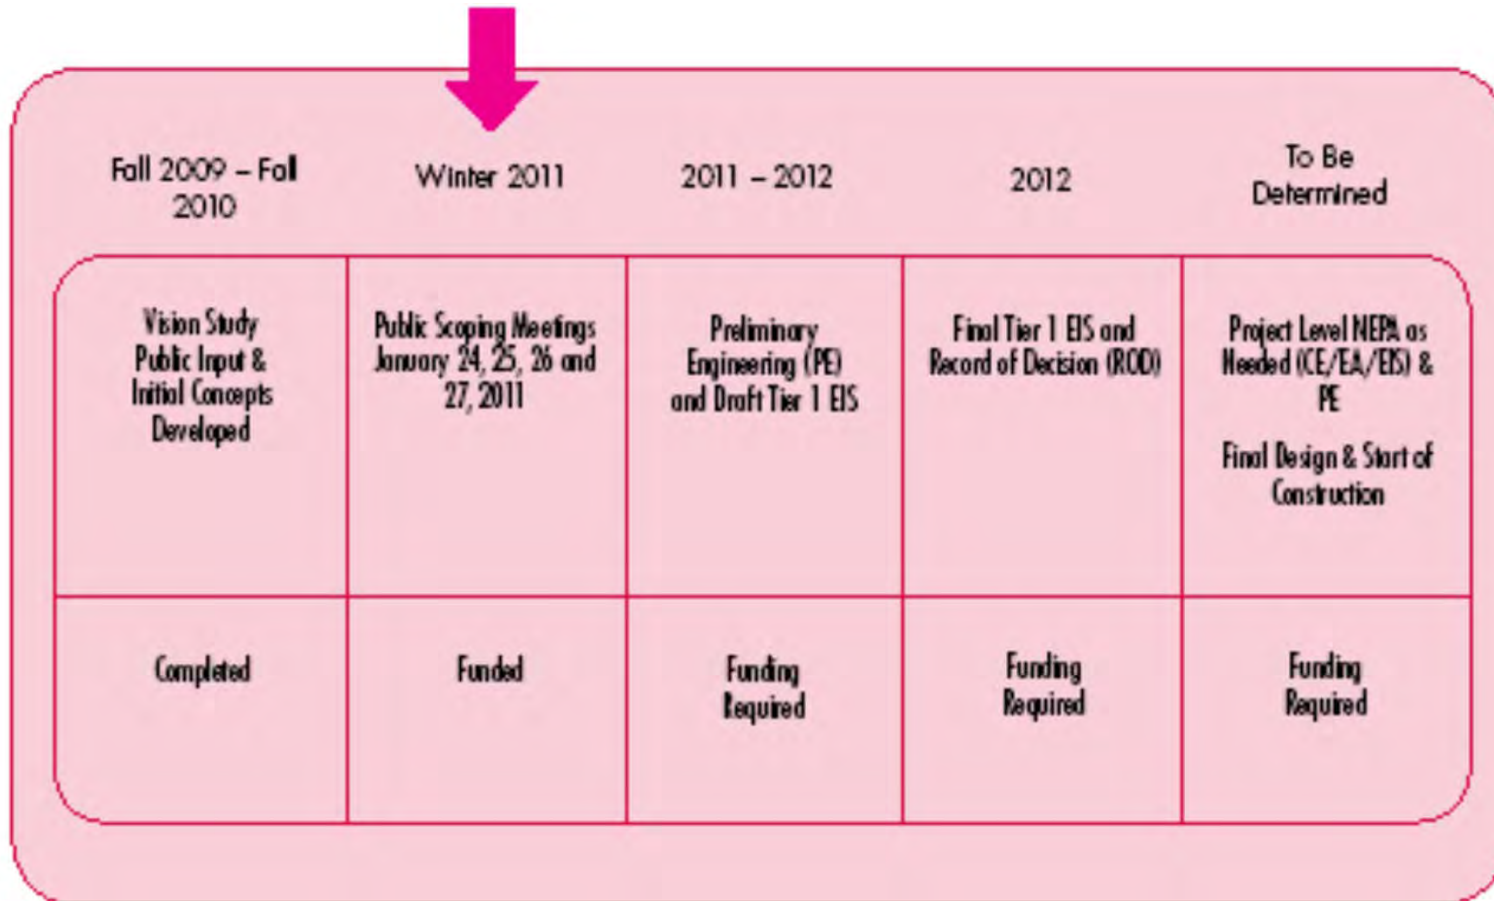 Fall 2009 – Fall
2010
Winter 2011
2011 – 2012
2012
To Be
Determined
Vision Study
Public Input &
Initial Concepts
Developed
Public Scoping Meetings
January 24, 25, 26 and
27, 2011
Preliminary
Engineering (PE)
and Draft Tier 1 EIS
Final Tier 1 EIS and
Record of Decision (ROD)
Project Level NEPA as
Needed (CE/EA/EIS) &
PE
Final Design & Start of
Construction
Completed
Funded
Funding
Required
Funding
Required
Funding
Required